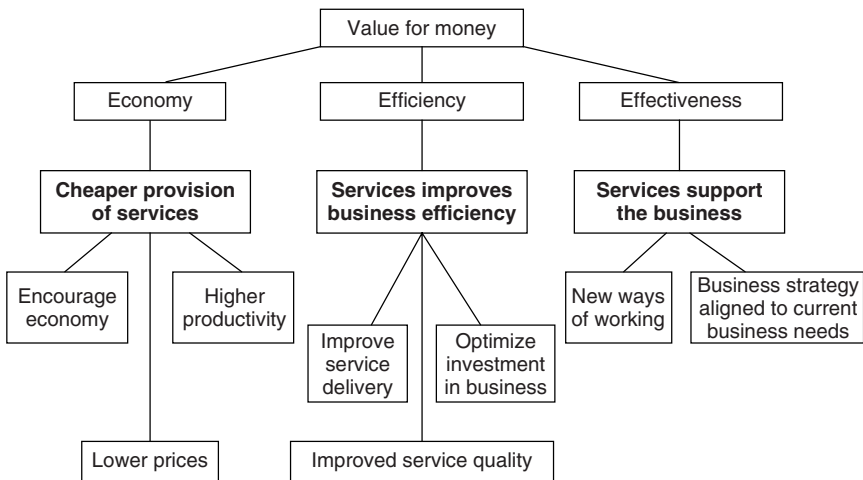 Value for money
Economy
Efficiency
Effectiveness
Cheaper provision
of services
Services improves
business efficiency
Services support
the business
Encourage
economy
Higher
productivity
New ways
of working
Business strategy
aligned to current
business needs
Improve
service
delivery
Optimize
investment
in business
Lower prices
Improved service quality